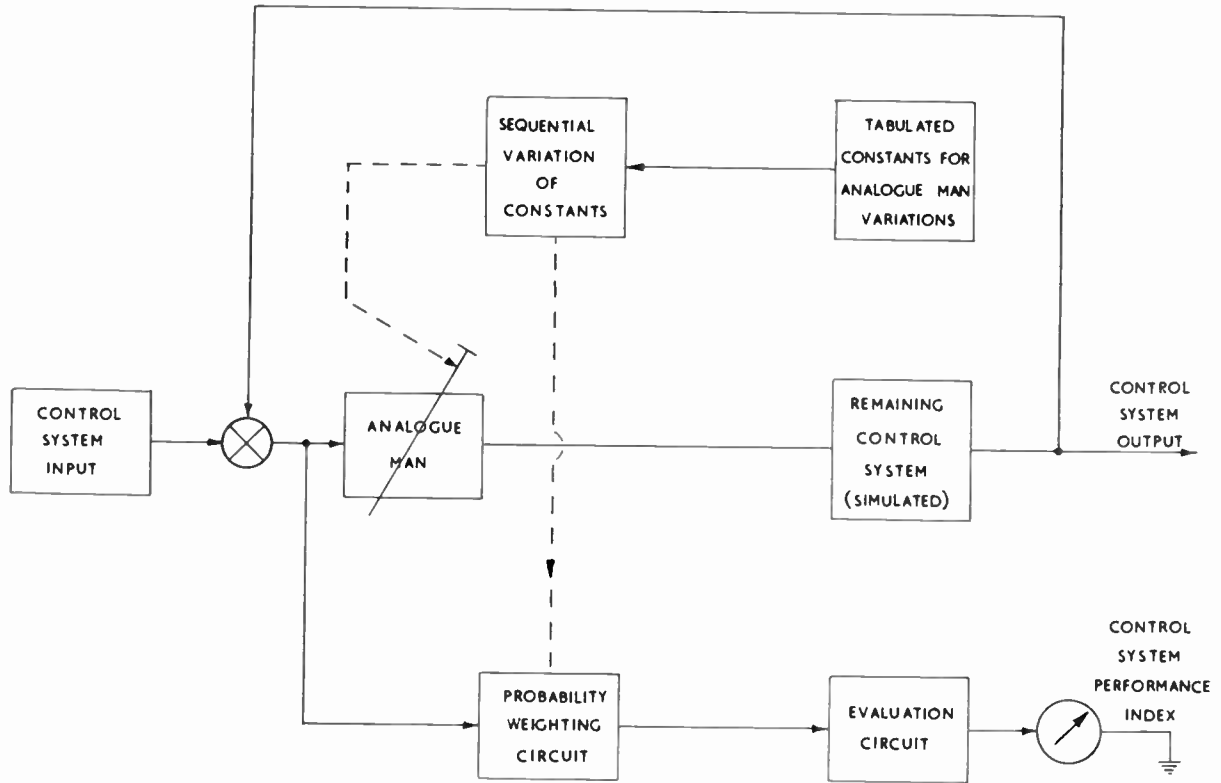 SEQUENTIAL
VARIATION
OF
CONSTANTS
TABULATED
CONSTANTS FOR
ANALOGUE MAN
VARIATIONS
CONTROL
SYSTEM
INPUT
ANALOGUE
MAN
REMAINING
CONTROL
SYSTEM
(SIMULATED)
CONTROL
SYSTEM
OUTPUT
PROBABILITY
WEIGHTING
CIRCUIT
EVALUATION
CIRCUIT
CONTROL
SYSTEM
PERFORMANCE
INDEX